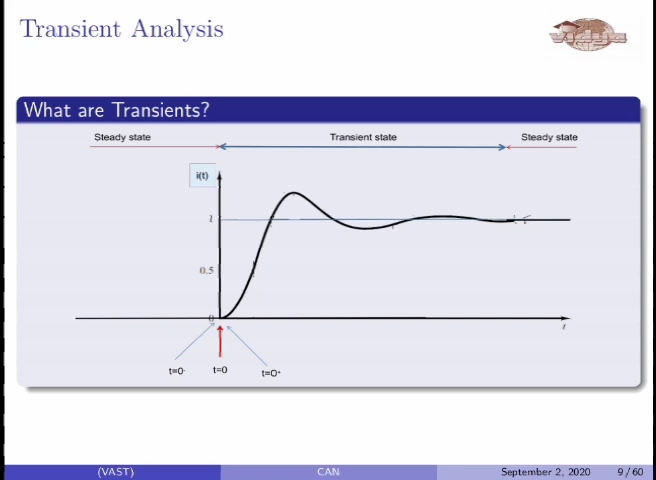 Transient Analysis
vidya
What are Transients?
Steady state Transient state Steady state
i(t)
1
0.5
0
t
t=0- t=0 t=0+
(VAST) CAN September 2, 2020 9/60